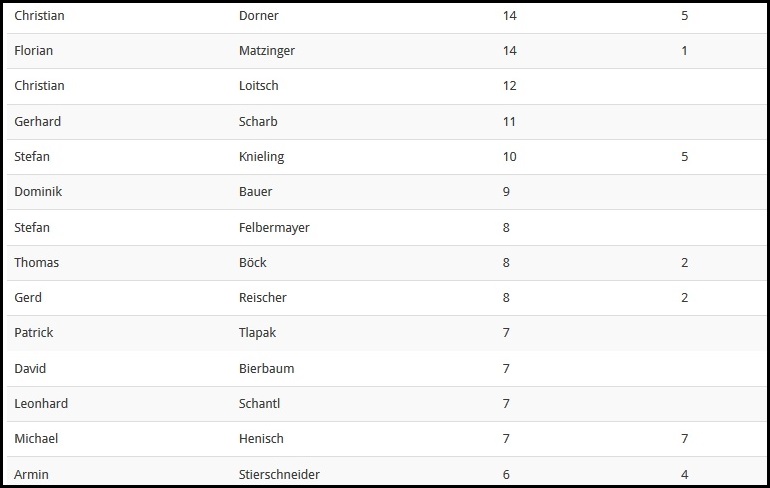 Christian Dorner 14 5
Florian Matzinger 14 1
Christian Loitsch 12
Gerhard Scharb 11
Stefan Knieling 10 5
Dominik Bauer 9
Stefan Felbermayer 8
Thomas Böck 8 2
Gerd Reischer 8 2
Patrick Tlapak 7
David Bierbaum 7
Leonhard Schantl 7
Michael Henisch 7 7
Armin Stierschneider 6 4